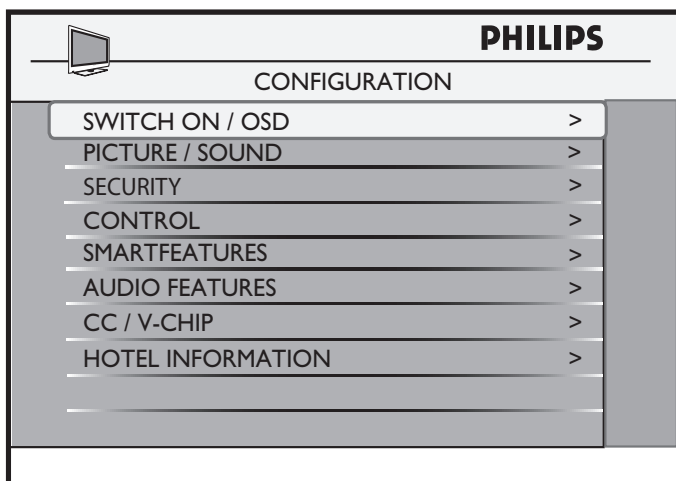 PHILIPS
CONFIGURATION
SWITCH ON / OSD >
PICTURE / SOUND >
SECURITY >
CONTROL >
SMARTFEATURES >
AUDIO FEATURES >
CC / V-CHIP >
HOTEL INFORMATION >